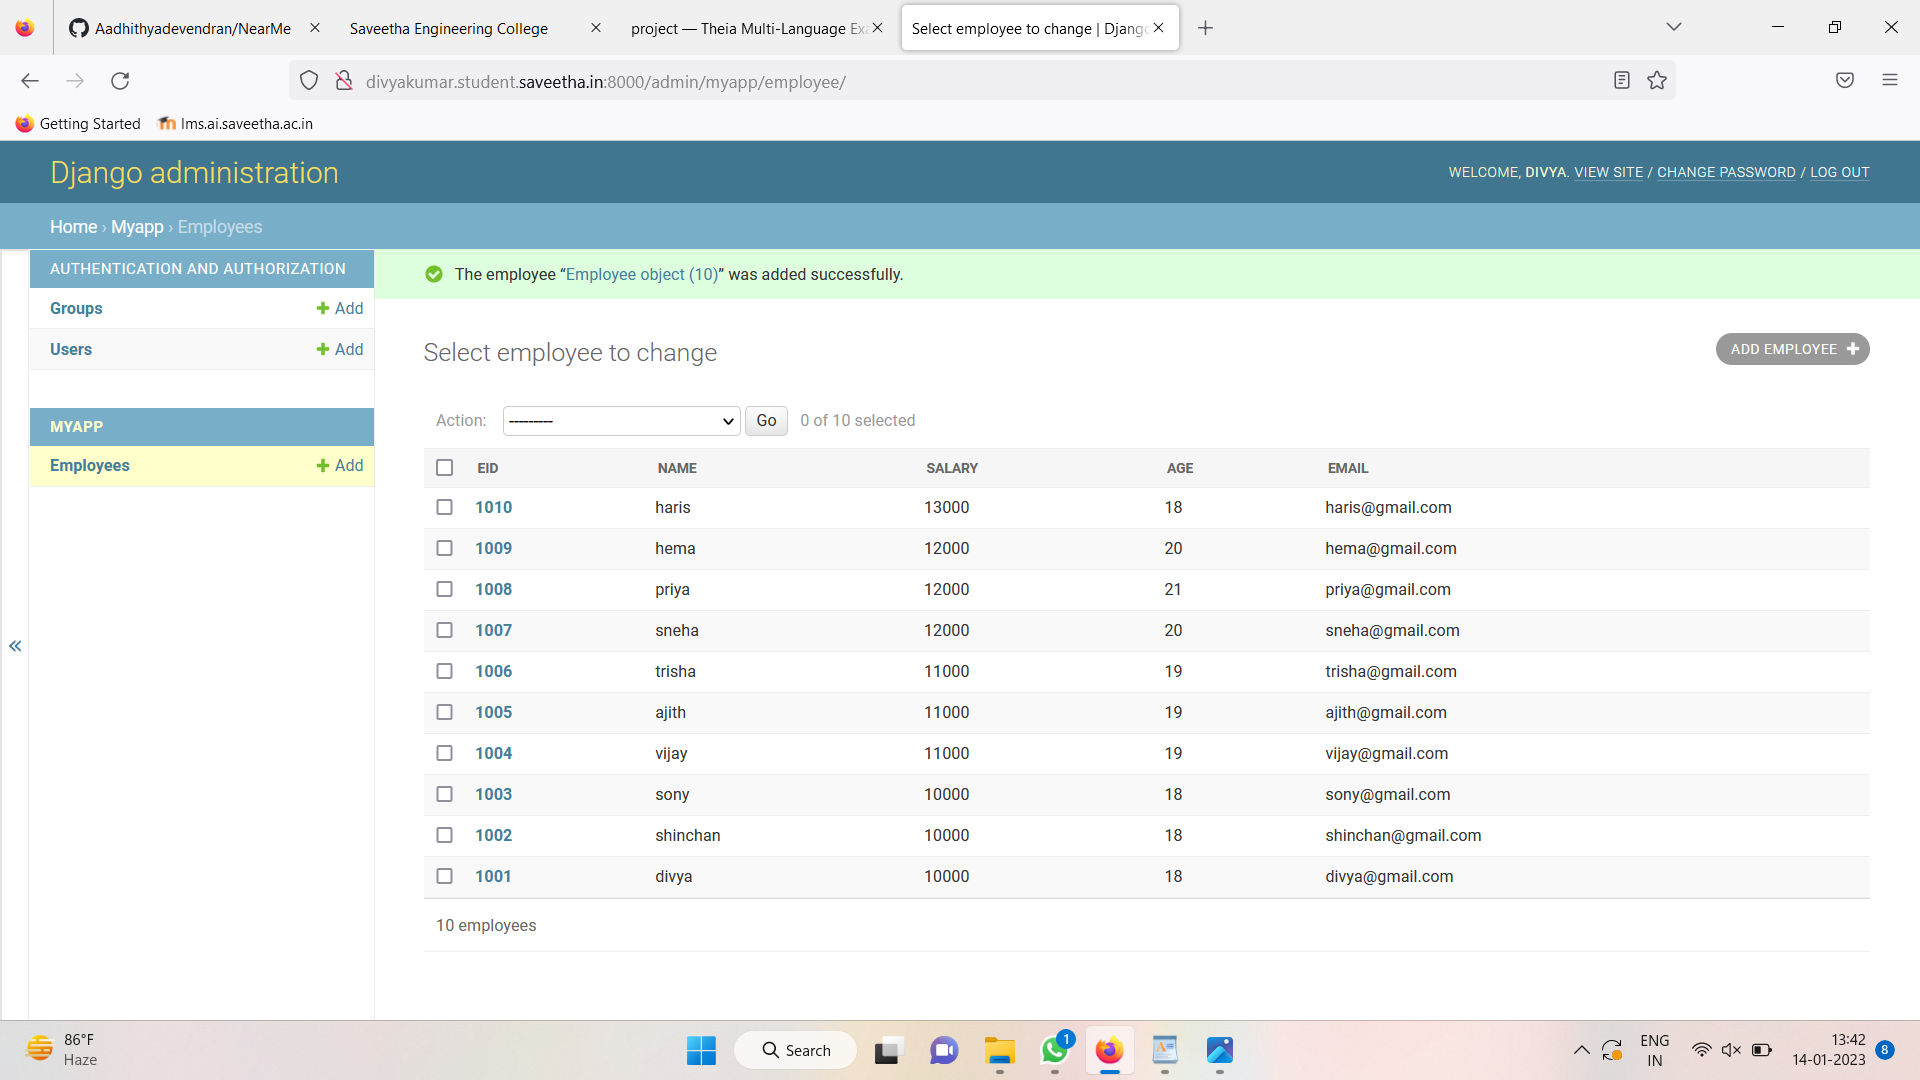 Aadhithyadevendran/NearMe
Saveetha Engineering College
project — Theia Multi-Language Exa
Select employee to change | Django
divyakumar.student.saveetha.in:8000/admin/myapp/employee/
Getting Started lms.ai.saveetha.ac.in
Django administration
WELCOME, DIVYA. VIEW SITE / CHANGE PASSWORD / LOG OUT
Home › Myapp › Employees
AUTHENTICATION AND AUTHORIZATION
Groups + Add
Users + Add
MYAPP
Employees + Add
«
The employee “Employee object (10)” was added successfully.
Select employee to change
ADD EMPLOYEE +
Action: --------- Go 0 of 10 selected
EID NAME SALARY AGE EMAIL
1010 haris 13000 18 haris@gmail.com
1009 hema 12000 20 hema@gmail.com
1008 priya 12000 21 priya@gmail.com
1007 sneha 12000 20 sneha@gmail.com
1006 trisha 11000 19 trisha@gmail.com
1005 ajith 11000 19 ajith@gmail.com
1004 vijay 11000 19 vijay@gmail.com
1003 sony 10000 18 sony@gmail.com
1002 shinchan 10000 18 shinchan@gmail.com
1001 divya 10000 18 divya@gmail.com
10 employees
86°F
Haze
Search
1
ENG
IN
13:42
14-01-2023
8